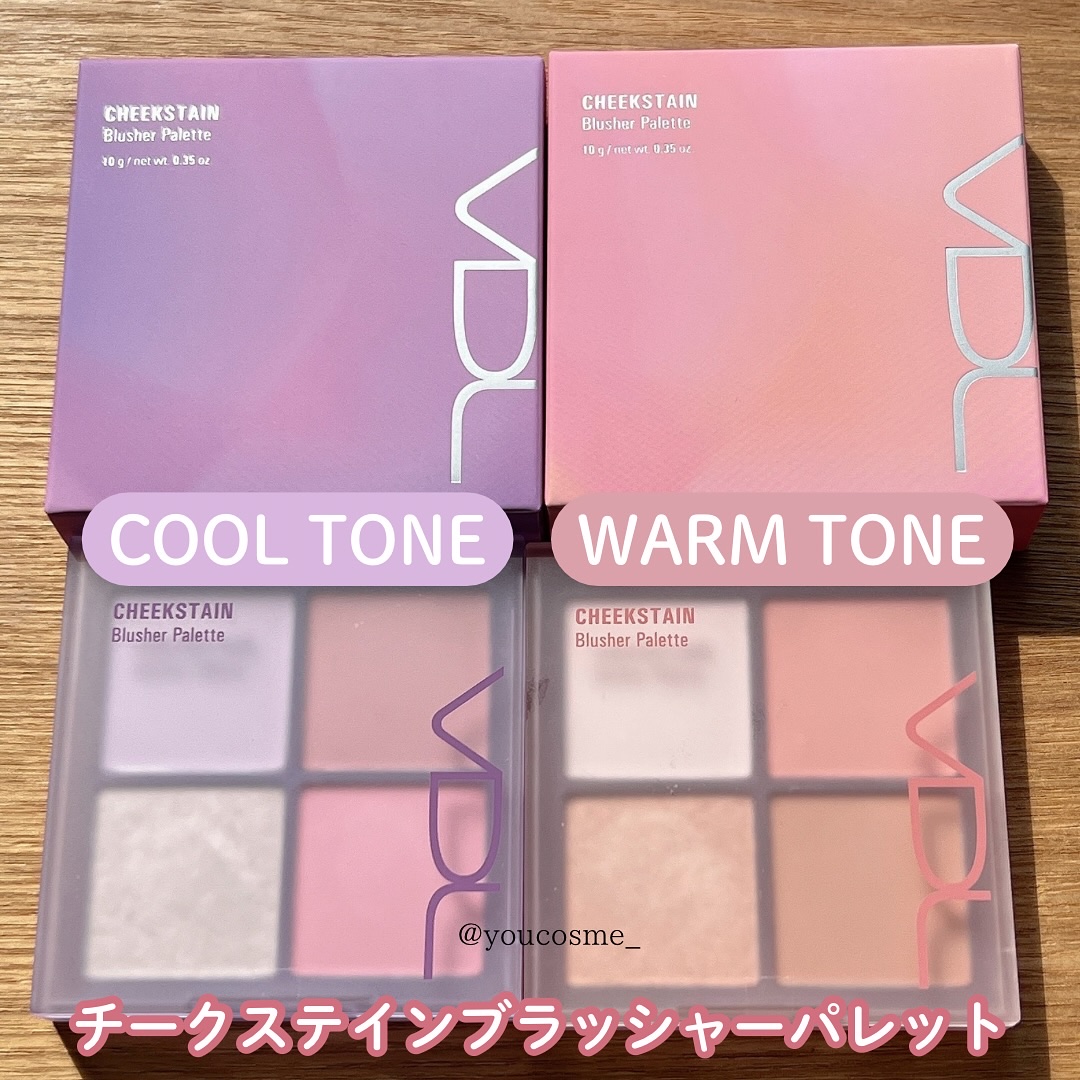 CHEEKSTAIN
Blusher Palette
10 g / net wt. 0.35 oz
VDL
CHEEKSTAIN
Blusher Palette
10 g / net wt. 0.35 oz
VDL
COOL TONE
WARM TONE
CHEEKSTAIN
Blusher Palette
VDL
CHEEKSTAIN
Blusher Palette
VDL
@youcosme_
チークステインブラッシャーパレット